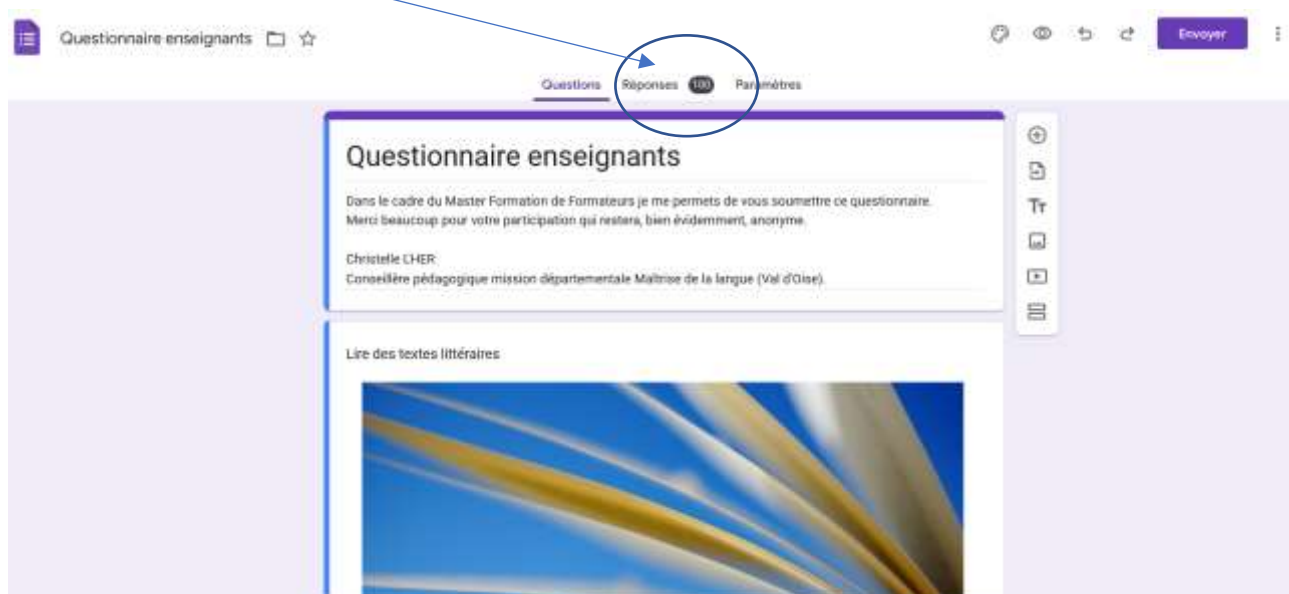 Questionnaire enseignants
Envoyer
Questions Réponses 100 Paramètres
Questionnaire enseignants
Dans le cadre du Master Formation de Formateurs je me permets de vous soumettre ce questionnaire.
Merci beaucoup pour votre participation qui restera, bien évidemment, anonyme.
Christelle L'HER
Conseillère pédagogique mission départementale Maîtrise de la langue (Val d'Oise).
Tт
Lire des textes littéraires